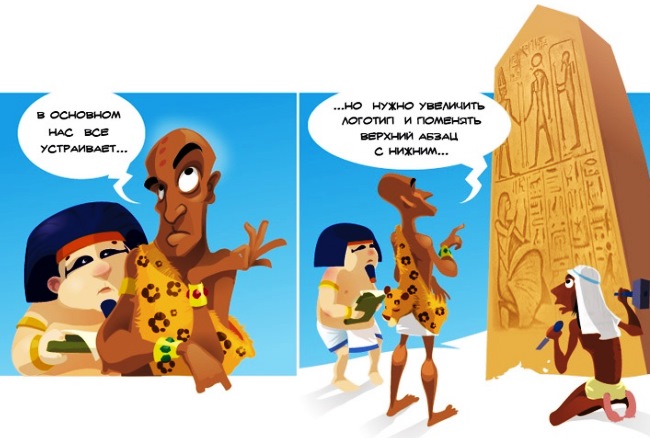 В ОСНОВНОМ
НАС ВСЕ
УСТРАИВАЕТ...
...НО НУЖНО УВЕЛИЧИТЬ
ЛОГОТИП И ПОМЕНЯТЬ
ВЕРХНИЙ АБЗАЦ
С НИЖНИМ...